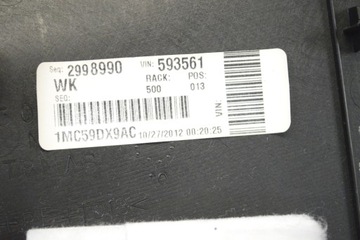 Seq: 2998990 VIN: 593561
WK RACK: POS:
SEQ: 500 013
VIN
1MC59DX9AC 10/27/2012 00:20:25